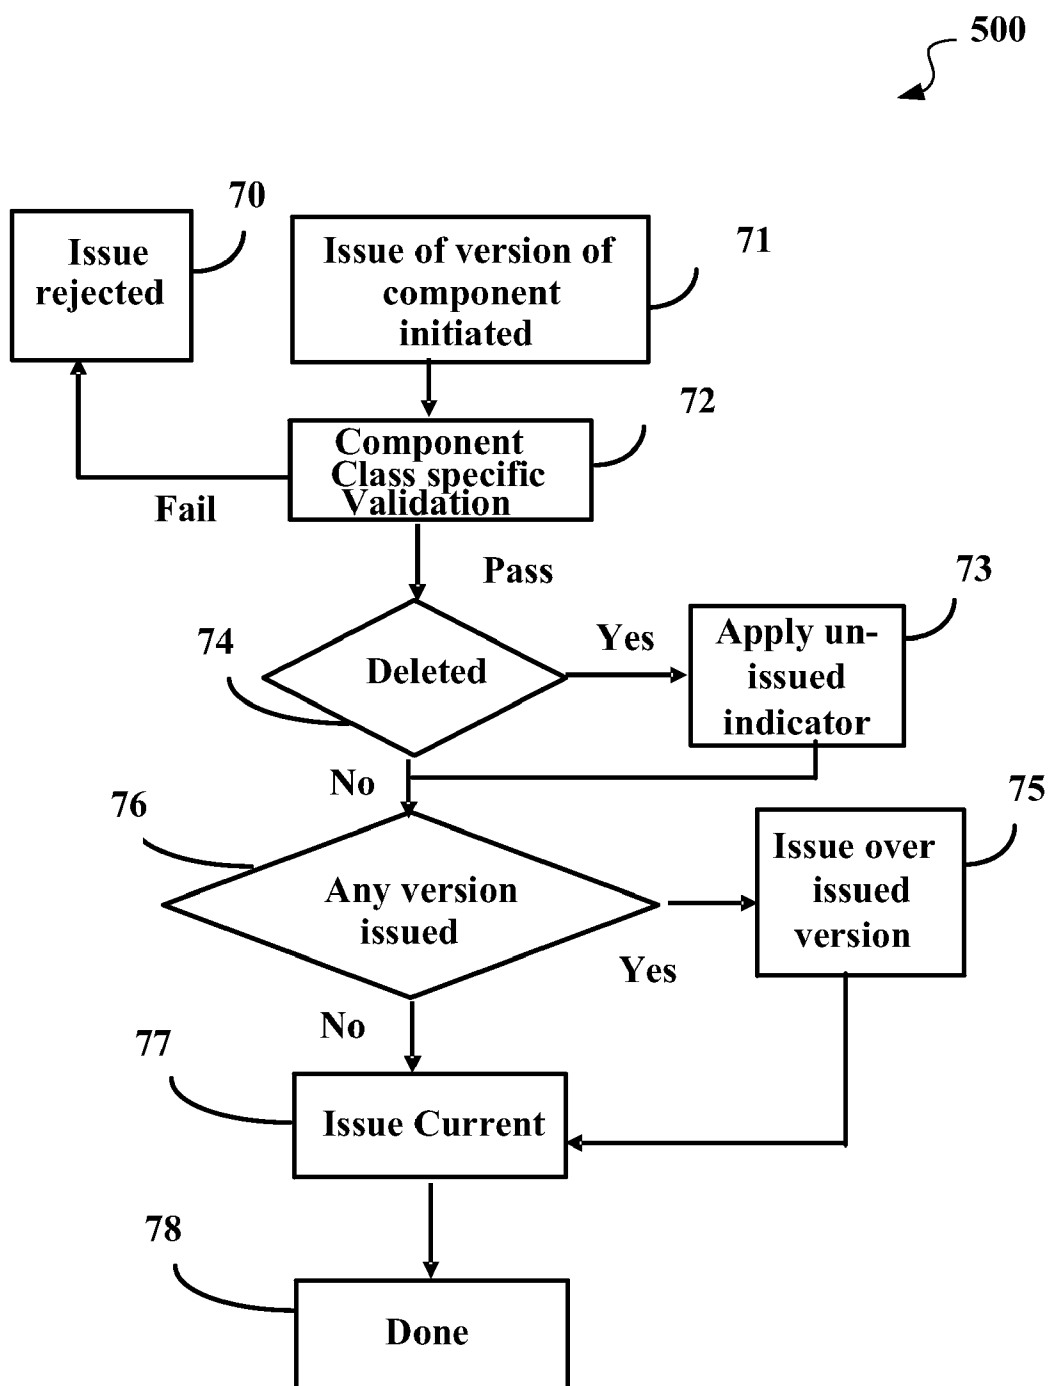 500
70
Issue
rejected
Issue of version of
component
initiated
71
72
Component
Class specific
Validation
Fail
Pass
73
74
Deleted
Yes
Apply un-
issued
indicator
No
76
75
Any version
issued
Issue over
issued
version
Yes
No
77
Issue Current
78
Done